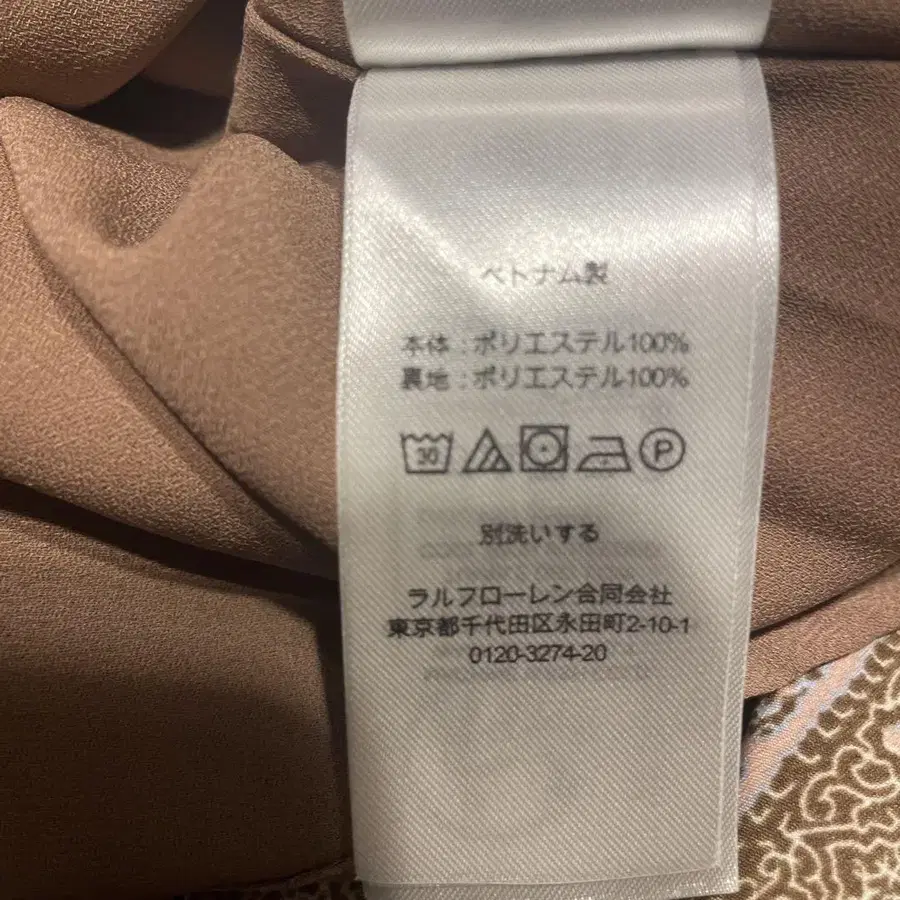 ベトナム製
本体:ポリエステル100%
裏地:ポリエステル100%
30 P
別洗いする
ラルフローレン合同会社
東京都千代田区永田町2-10-1
0120-3274-20